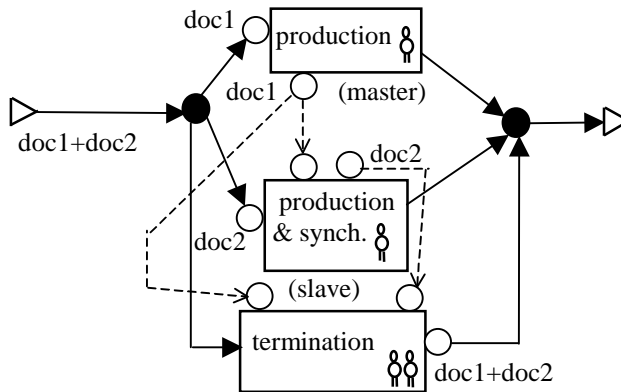 doc1
production
doc1
(master)
doc1+doc2
doc2
production
& synch.
doc2
(slave)
termination
doc1+doc2